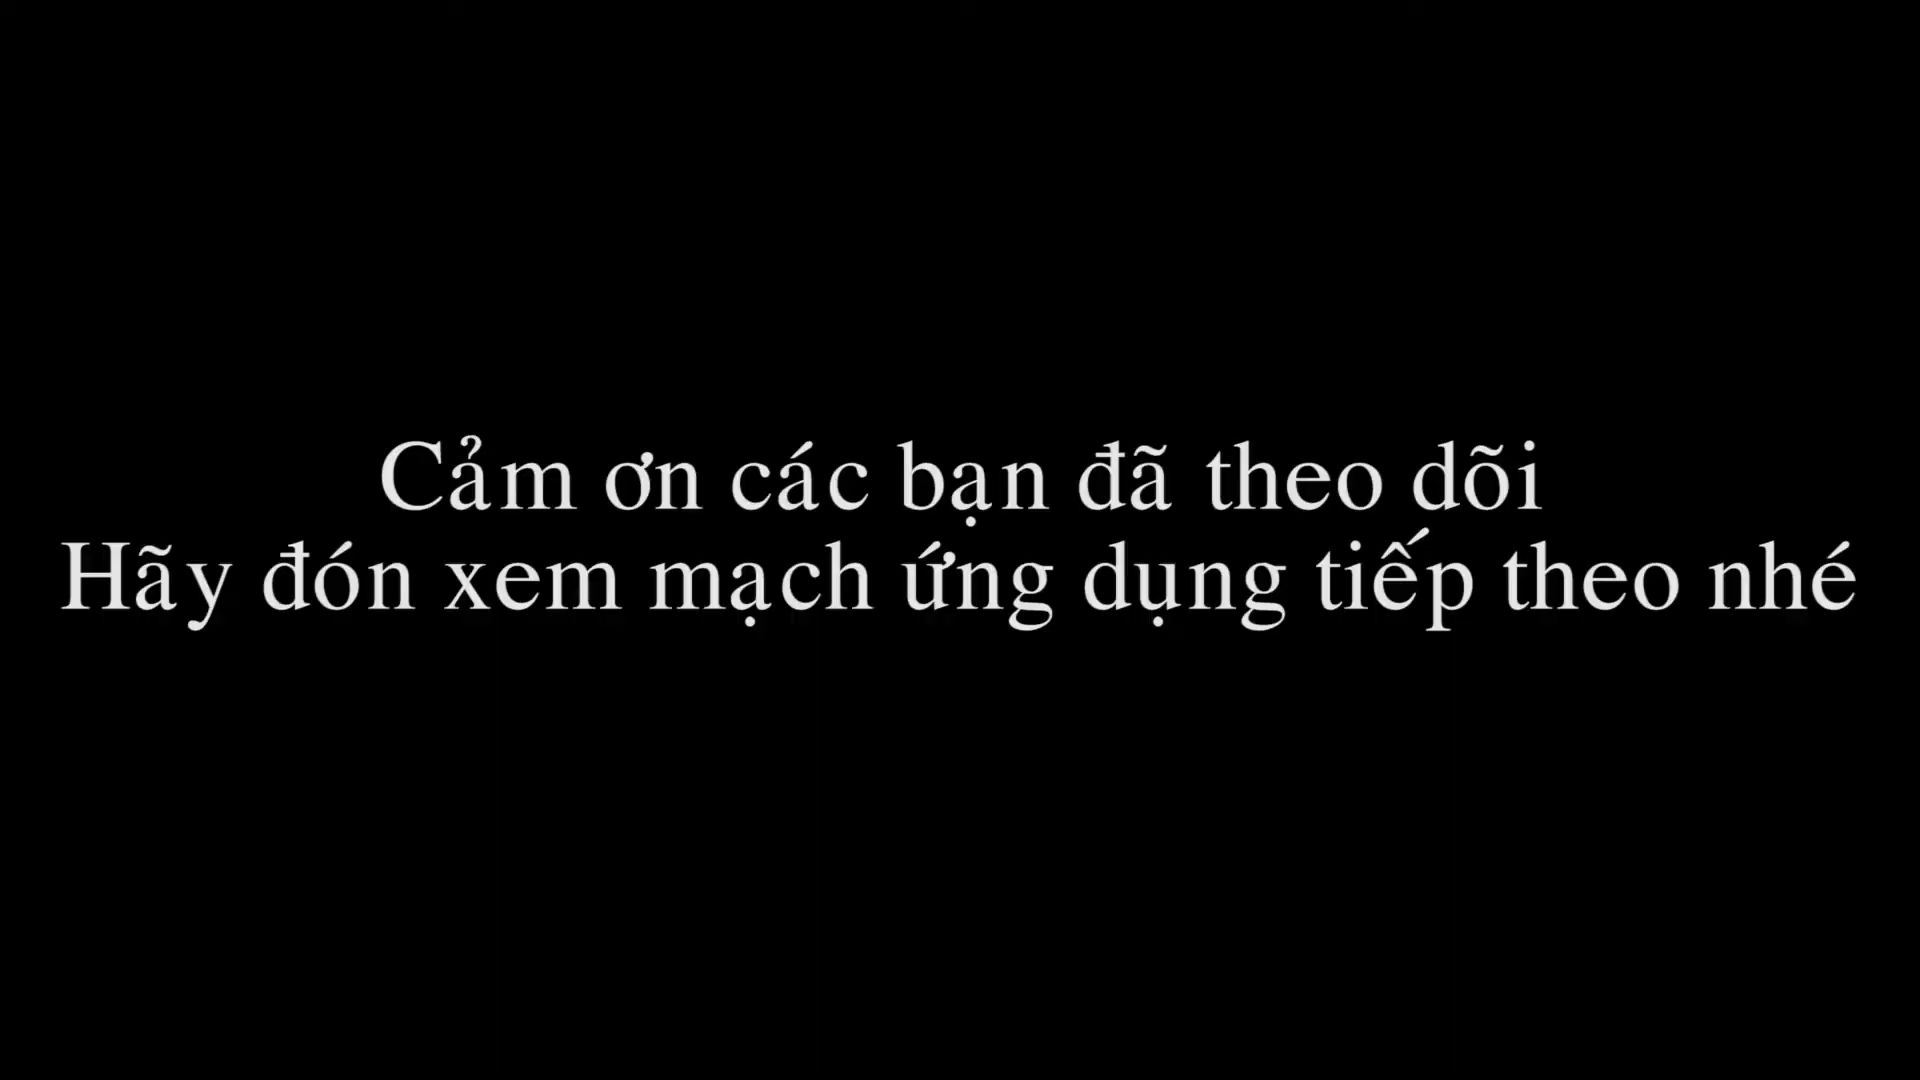 Cảm ơn các bạn đã theo dõi
Hãy đón xem mạch ứng dụng tiếp theo nhé